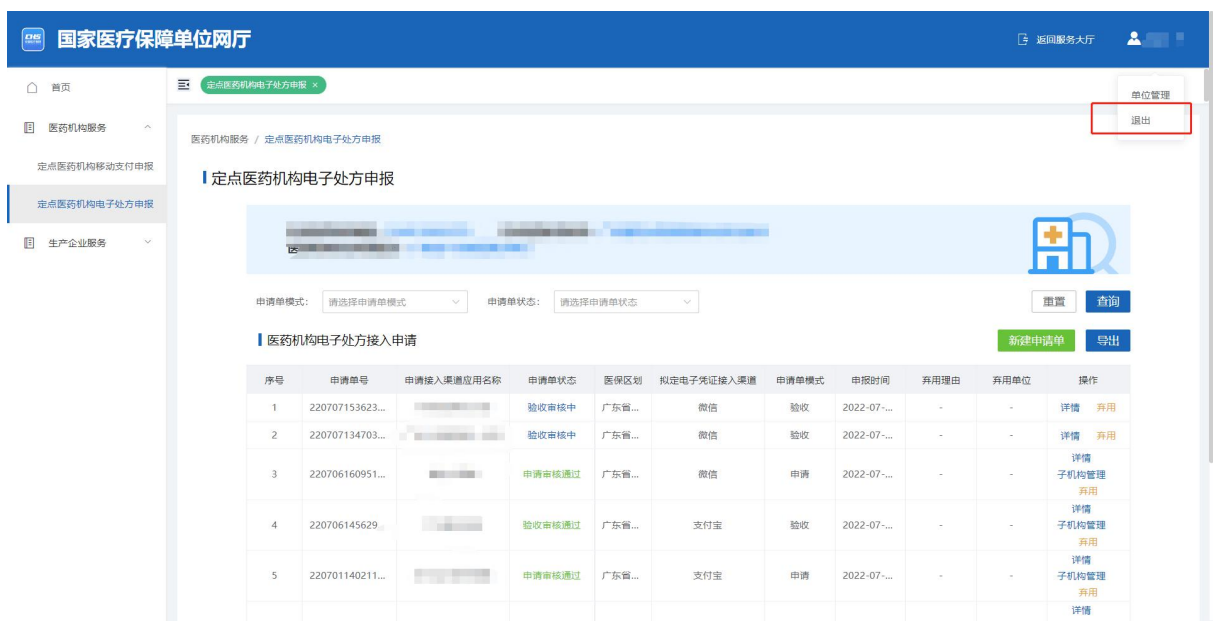 CHS 国家医疗保障单位网厅 返回服务大厅
首页 定点医药机构电子处方申报 ×
单位管理
退出
医药机构服务
医药机构服务 / 定点医药机构电子处方申报
定点医药机构移动支付申报
定点医药机构电子处方申报
定点医药机构电子处方申报
生产企业服务
医
申请单模式: 请选择申请单模式 申请单状态: 请选择申请单状态 重置 查询
医药机构电子处方接入申请 新建申请单 导出
序号 申请单号 申请接入渠道应用名称 申请单状态 医保区划 拟定电子凭证接入渠道 申请单模式 申报时间 弃用理由 弃用单位 操作
1 220707153623... 验收审核中 广东省... 微信 验收 2022-07-... - - 详情 弃用
2 220707134703... 验收审核中 广东省... 微信 验收 2022-07-... - - 详情 弃用
3 220706160951... 申请审核通过 广东省... 微信 申请 2022-07-... - - 详情
子机构管理
弃用
4 220706145629... 验收审核通过 广东省... 支付宝 验收 2022-07-... - - 详情
子机构管理
弃用
5 220701140211... 申请审核通过 广东省... 支付宝 申请 2022-07-... - - 详情
子机构管理
弃用
详情